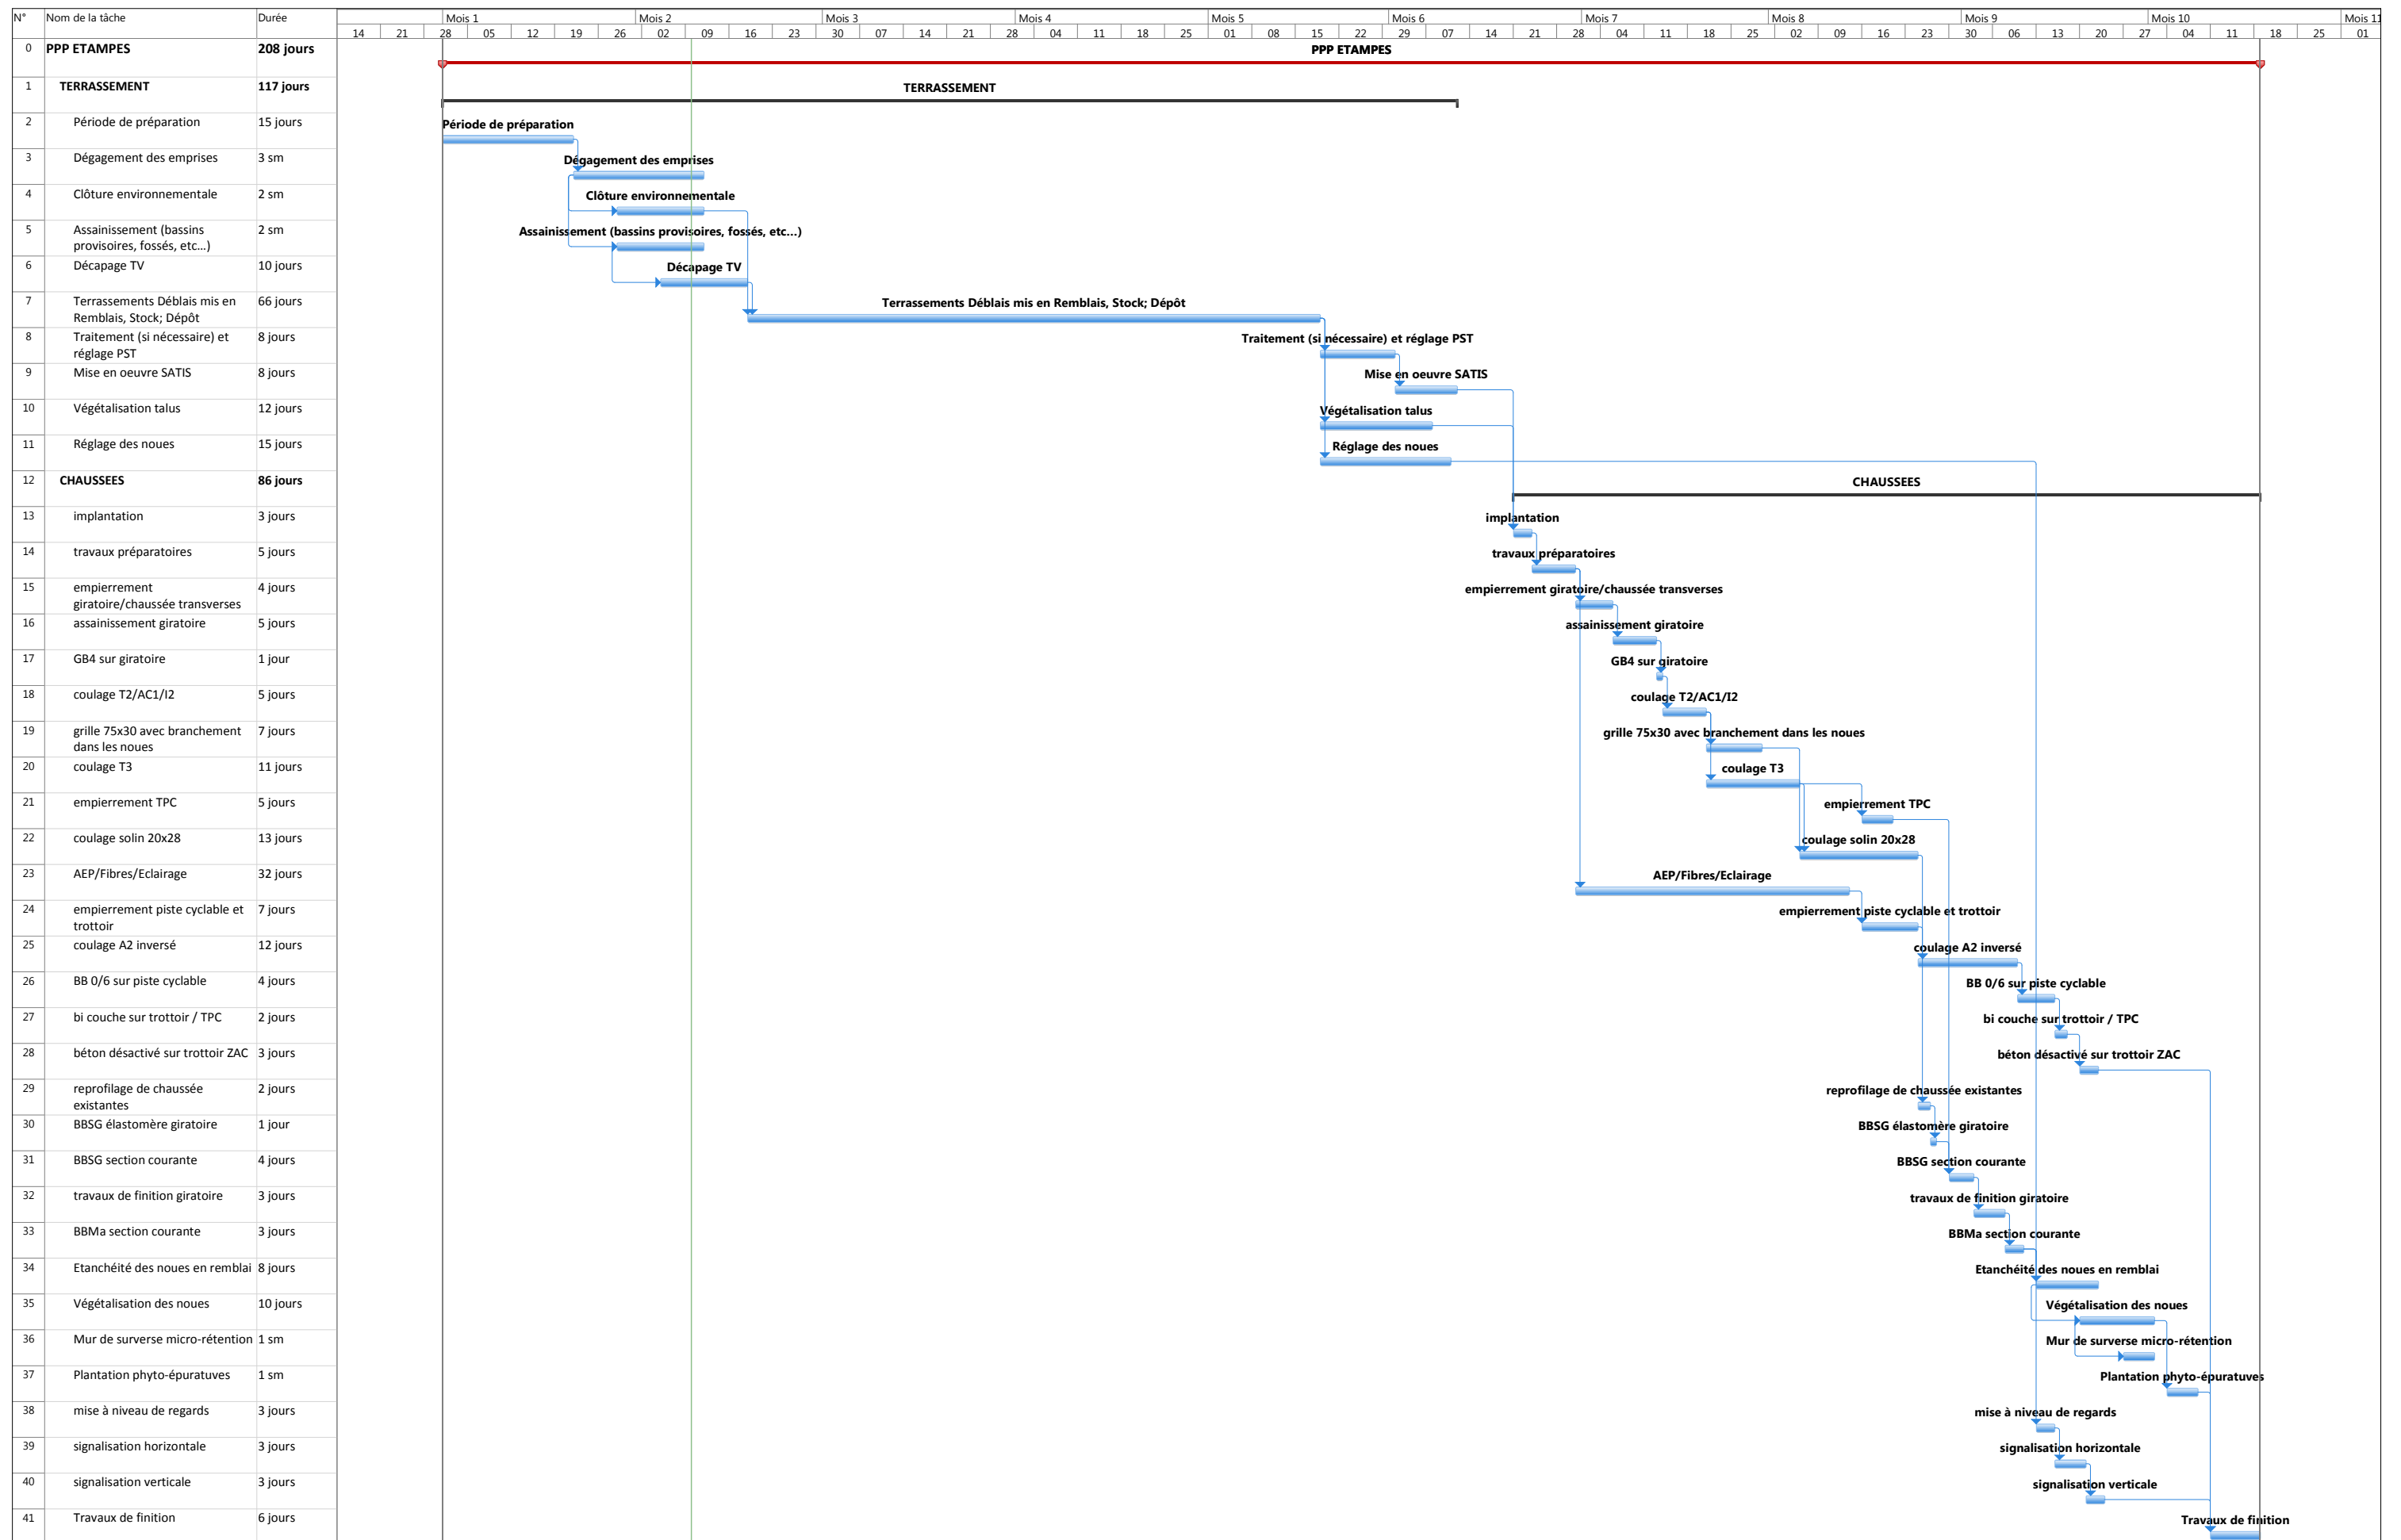 N° Nom de la tâche Durée Mois 1 Mois 2 Mois 3 Mois 4 Mois 5 Mois 6 Mois 7 Mois 8 Mois 9 Mois 10 Mois 11
14 21 28 05 12 19 26 02 09 16 23 30 07 14 21 28 04 11 18 25 01 08 15 22 29 07 14 21 28 04 11 18 25 02 09 16 23 30 06 13 20 27 04 11 18 25 01
0 PPP ETAMPES 208 jours PPP ETAMPES
1 TERRASSEMENT 117 jours TERRASSEMENT
2 Période de préparation 15 jours Période de préparation
3 Dégagement des emprises 3 sm Dégagement des emprises
4 Clôture environnementale 2 sm Clôture environnementale
5 Assainissement (bassins 2 sm Assainissement (bassins provisoires, fossés, etc...)
provisoires, fossés, etc...)
6 Décapage TV 10 jours Décapage TV
7 Terrassements Déblais mis en 66 jours Terrassements Déblais mis en Remblais, Stock; Dépôt
Remblais, Stock; Dépôt
8 Traitement (si nécessaire) et 8 jours Traitement (si nécessaire) et réglage PST
réglage PST
9 Mise en oeuvre SATIS 8 jours Mise en oeuvre SATIS
10 Végétalisation talus 12 jours Végétalisation talus
11 Réglage des noues 15 jours Réglage des noues
12 CHAUSSEES 86 jours CHAUSSEES
13 implantation 3 jours implantation
14 travaux préparatoires 5 jours travaux préparatoires
15 empierrement 4 jours empierrement giratoire/chaussée transverses
giratoire/chaussée transverses
16 assainissement giratoire 5 jours assainissement giratoire
17 GB4 sur giratoire 1 jour GB4 sur giratoire
18 coulage T2/AC1/I2 5 jours coulage T2/AC1/I2
19 grille 75x30 avec branchement 7 jours grille 75x30 avec branchement dans les noues
dans les noues
20 coulage T3 11 jours coulage T3
21 empierrement TPC 5 jours empierrement TPC
22 coulage solin 20x28 13 jours coulage solin 20x28
23 AEP/Fibres/Eclairage 32 jours AEP/Fibres/Eclairage
24 empierrement piste cyclable et 7 jours empierrement piste cyclable et trottoir
trottoir
25 coulage A2 inversé 12 jours coulage A2 inversé
26 BB 0/6 sur piste cyclable 4 jours BB 0/6 sur piste cyclable
27 bi couche sur trottoir / TPC 2 jours bi couche sur trottoir / TPC
28 béton désactivé sur trottoir ZAC 3 jours béton désactivé sur trottoir ZAC
29 reprofilage de chaussée 2 jours reprofilage de chaussée existantes
existantes
30 BBSG élastomère giratoire 1 jour BBSG élastomère giratoire
31 BBSG section courante 4 jours BBSG section courante
32 travaux de finition giratoire 3 jours travaux de finition giratoire
33 BBMa section courante 3 jours BBMa section courante
34 Etanchéité des noues en remblai 8 jours Etanchéité des noues en remblai
35 Végétalisation des noues 10 jours Végétalisation des noues
36 Mur de surverse micro-rétention 1 sm Mur de surverse micro-rétention
37 Plantation phyto-épuratuves 1 sm Plantation phyto-épuratuves
38 mise à niveau de regards 3 jours mise à niveau de regards
39 signalisation horizontale 3 jours signalisation horizontale
40 signalisation verticale 3 jours signalisation verticale
41 Travaux de finition 6 jours Travaux de finition